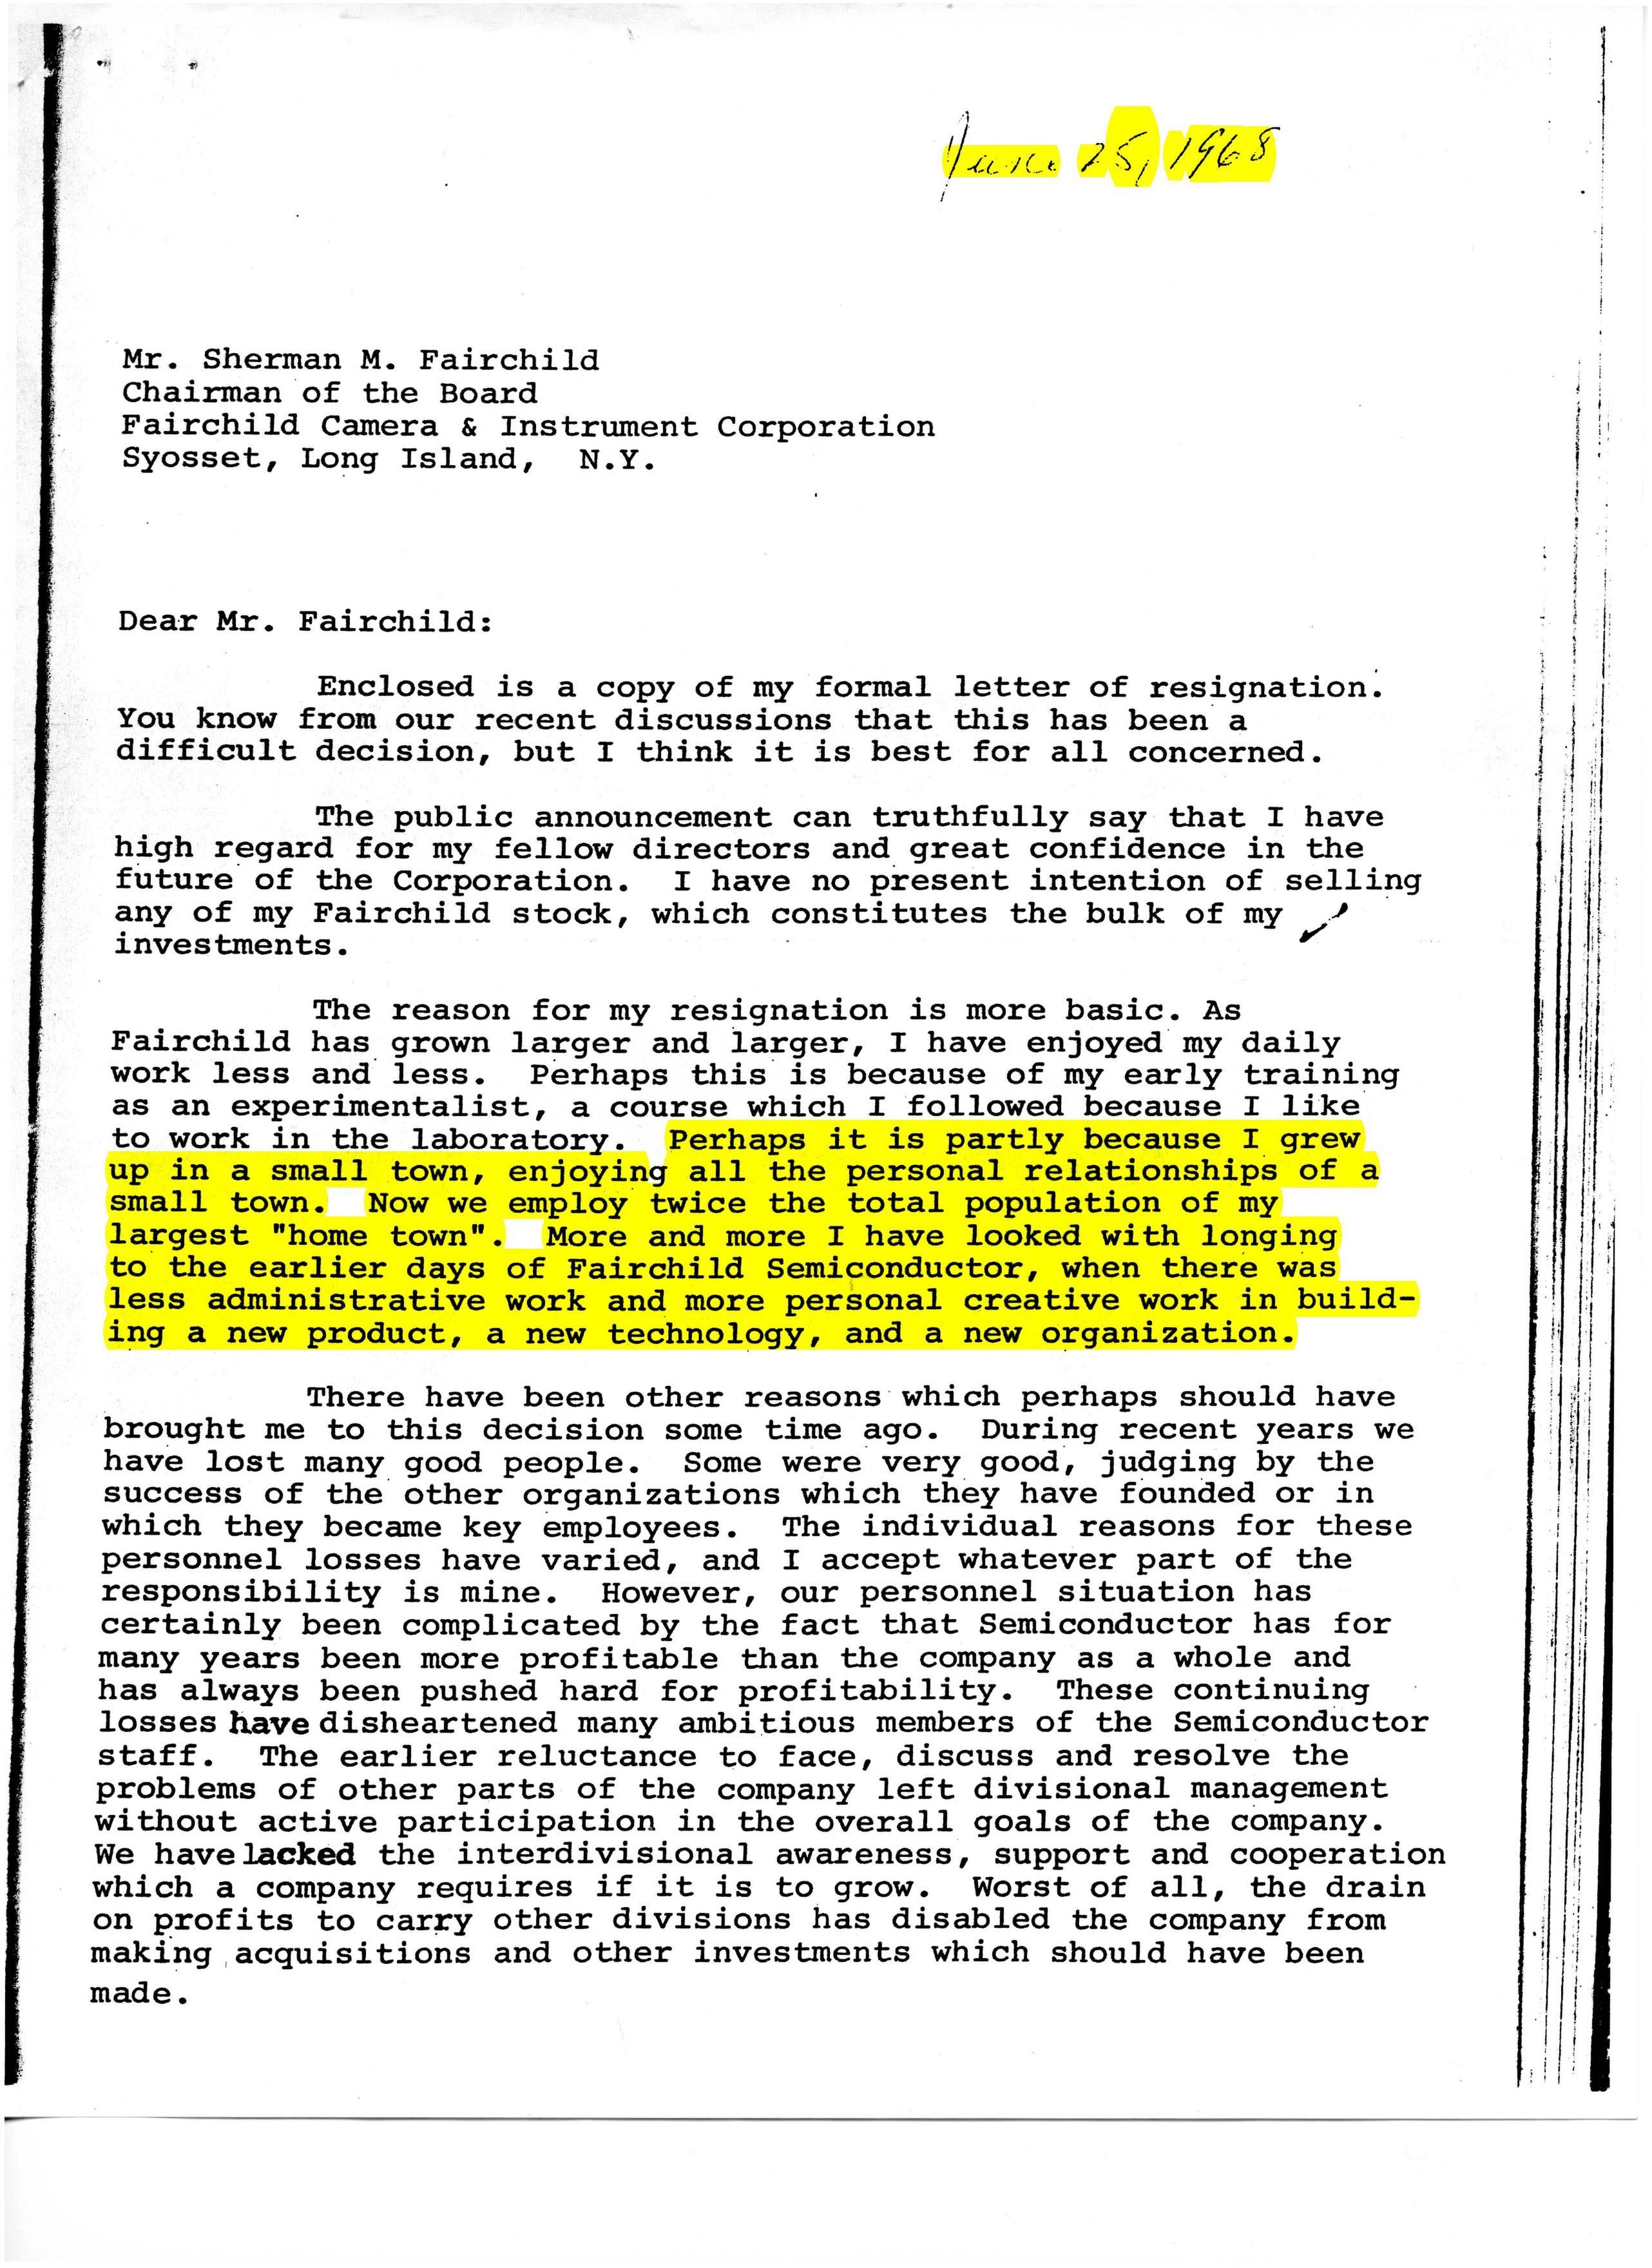 June 25, 1968
Mr. Sherman M. Fairchild
Chairman of the Board
Fairchild Camera & Instrument Corporation
Syosset, Long Island, N.Y.
Dear Mr. Fairchild:
Enclosed is a copy of my formal letter of resignation.
You know from our recent discussions that this has been a
difficult decision, but I think it is best for all concerned.
The public announcement can truthfully say that I have
high regard for my fellow directors and great confidence in the
future of the Corporation. I have no present intention of selling
any of my Fairchild stock, which constitutes the bulk of my
investments.
The reason for my resignation is more basic. As
Fairchild has grown larger and larger, I have enjoyed my daily
work less and less. Perhaps this is because of my early training
as an experimentalist, a course which I followed because I like
to work in the laboratory. Perhaps it is partly because I grew
up in a small town, enjoying all the personal relationships of a
small town. Now we employ twice the total population of my
largest "home town". More and more I have looked with longing
to the earlier days of Fairchild Semiconductor, when there was
less administrative work and more personal creative work in build-
ing a new product, a new technology, and a new organization.
There have been other reasons which perhaps should have
brought me to this decision some time ago. During recent years we
have lost many good people. Some were very good, judging by the
success of the other organizations which they have founded or in
which they became key employees. The individual reasons for these
personnel losses have varied, and I accept whatever part of the
responsibility is mine. However, our personnel situation has
certainly been complicated by the fact that Semiconductor has for
many years been more profitable than the company as a whole and
has always been pushed hard for profitability. These continuing
losses have disheartened many ambitious members of the Semiconductor
staff. The earlier reluctance to face, discuss and resolve the
problems of other parts of the company left divisional management
without active participation in the overall goals of the company.
We have lacked the interdivisional awareness, support and cooperation
which a company requires if it is to grow. Worst of all, the drain
on profits to carry other divisions has disabled the company from
making acquisitions and other investments which should have been
made.